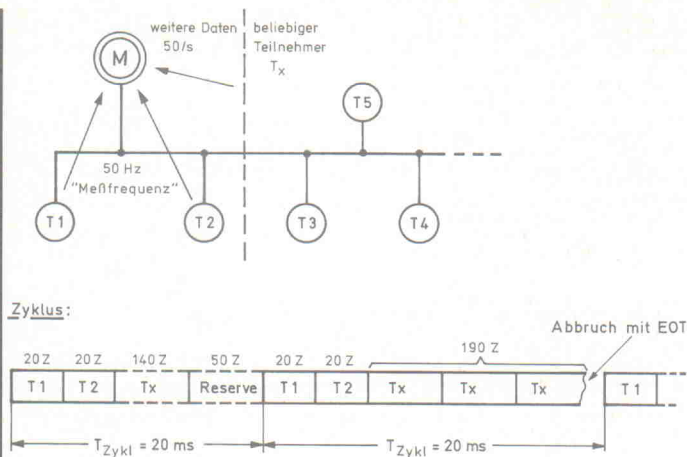 weitere Daten
50/s
beliebiger
Teilnehmer
Tx
M
T5
50 Hz
"Meßfrequenz"
T1
T2
T3
T4
Zyklus:
Abbruch mit EOT
20 Z 20 Z 140 Z 50 Z 20 Z 20 Z 190 Z
T1 T2 Tx Reserve T1 T2 Tx Tx Tx T1
TZykl = 20 ms TZykl = 20 ms